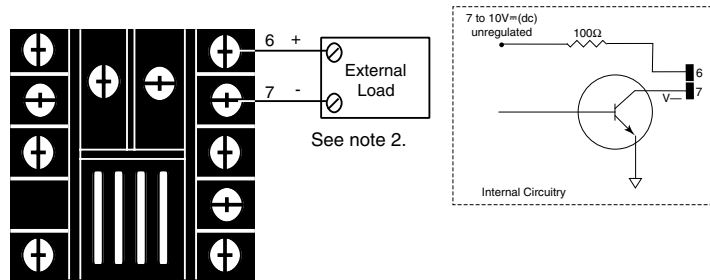 6 +
7 -
External
Load
See note 2.
7 to 10V⎓(dc)
unregulated
100Ω
6
7
V—
Internal Circuitry